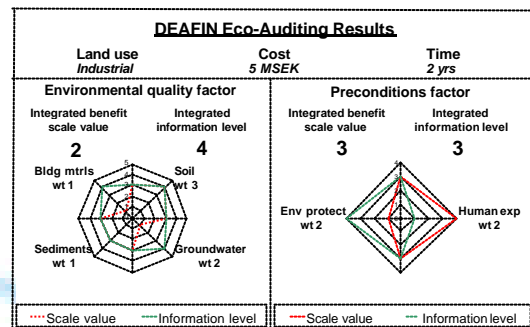 DEAFIN Eco-Auditing Results
Land use Cost Time
Industrial 5 MSEK 2 yrs
Environmental quality factor
Integrated benefit scale value
Integrated information level
2 4
Bldg mtrls
wt 1
Soil
wt 3
Sediments
wt 1
Groundwater
wt 2
5
Scale value Information level
Preconditions factor
Integrated benefit scale value
Integrated information level
3 3
4
Env protect
wt 2
Human exp
wt 2
Scale value Information level